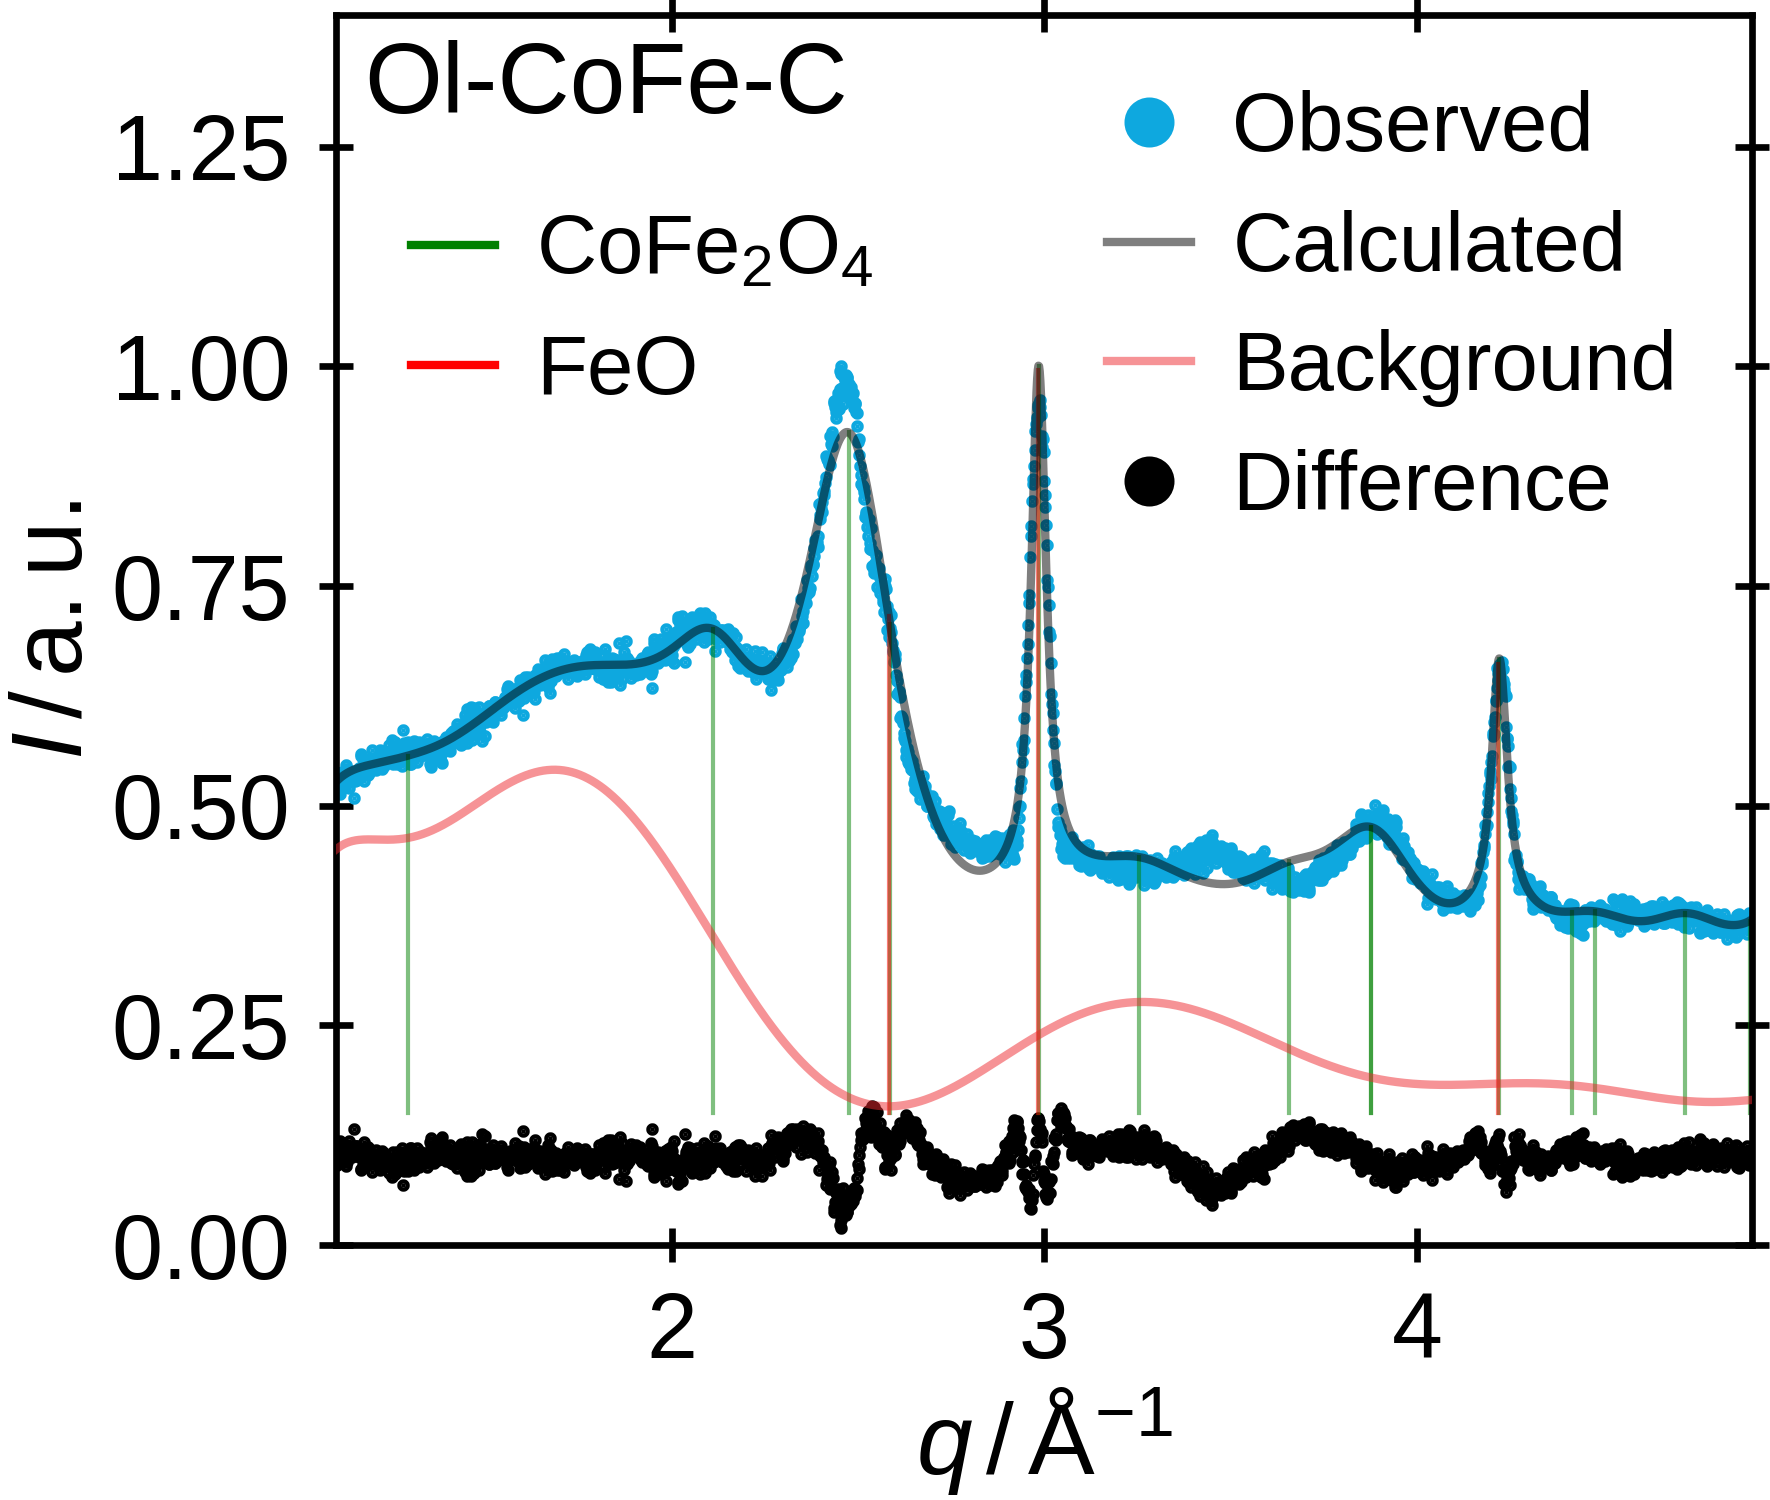 Ol-CoFe-C
CoFe₂O₄
FeO
Observed
Calculated
Background
Difference
1.25
1.00
0.75
0.50
0.25
0.00
I / a. u.
2 3 4
q / Å⁻¹